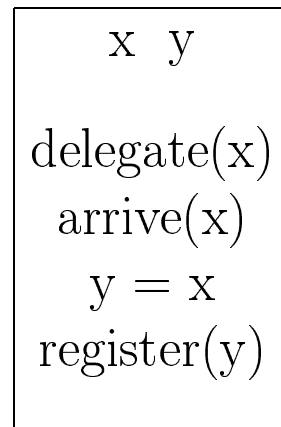 x y
delegate(x)
arrive(x)
y = x
register(y)